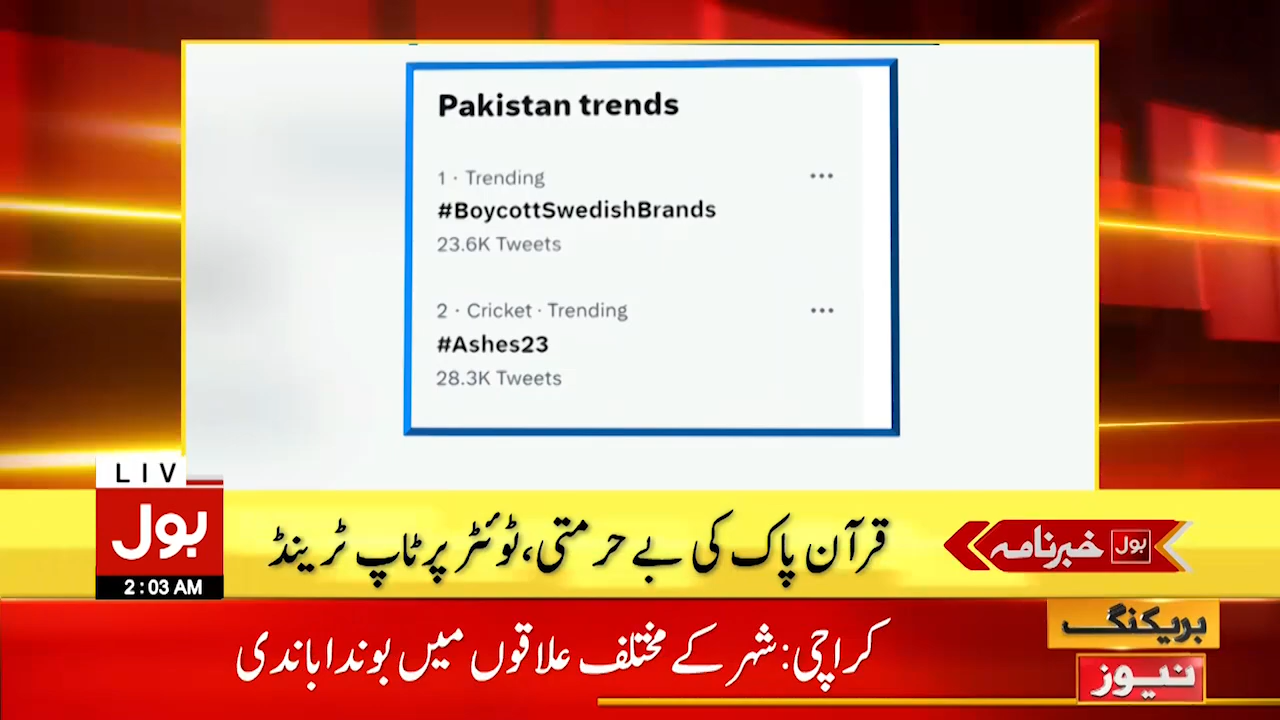 Pakistan trends
1 · Trending
#BoycottSwedishBrands
23.6K Tweets
2 · Cricket · Trending
#Ashes23
28.3K Tweets
LIV
بول
2:03 AM
قرآن پاک کی بے حرمتی،ٹوئٹر پر ٹاپ ٹرینڈ
بول خبرنامہ
کراچی:شہر کے مختلف علاقوں میں بوندا باندی
بریکنگ
نیوز